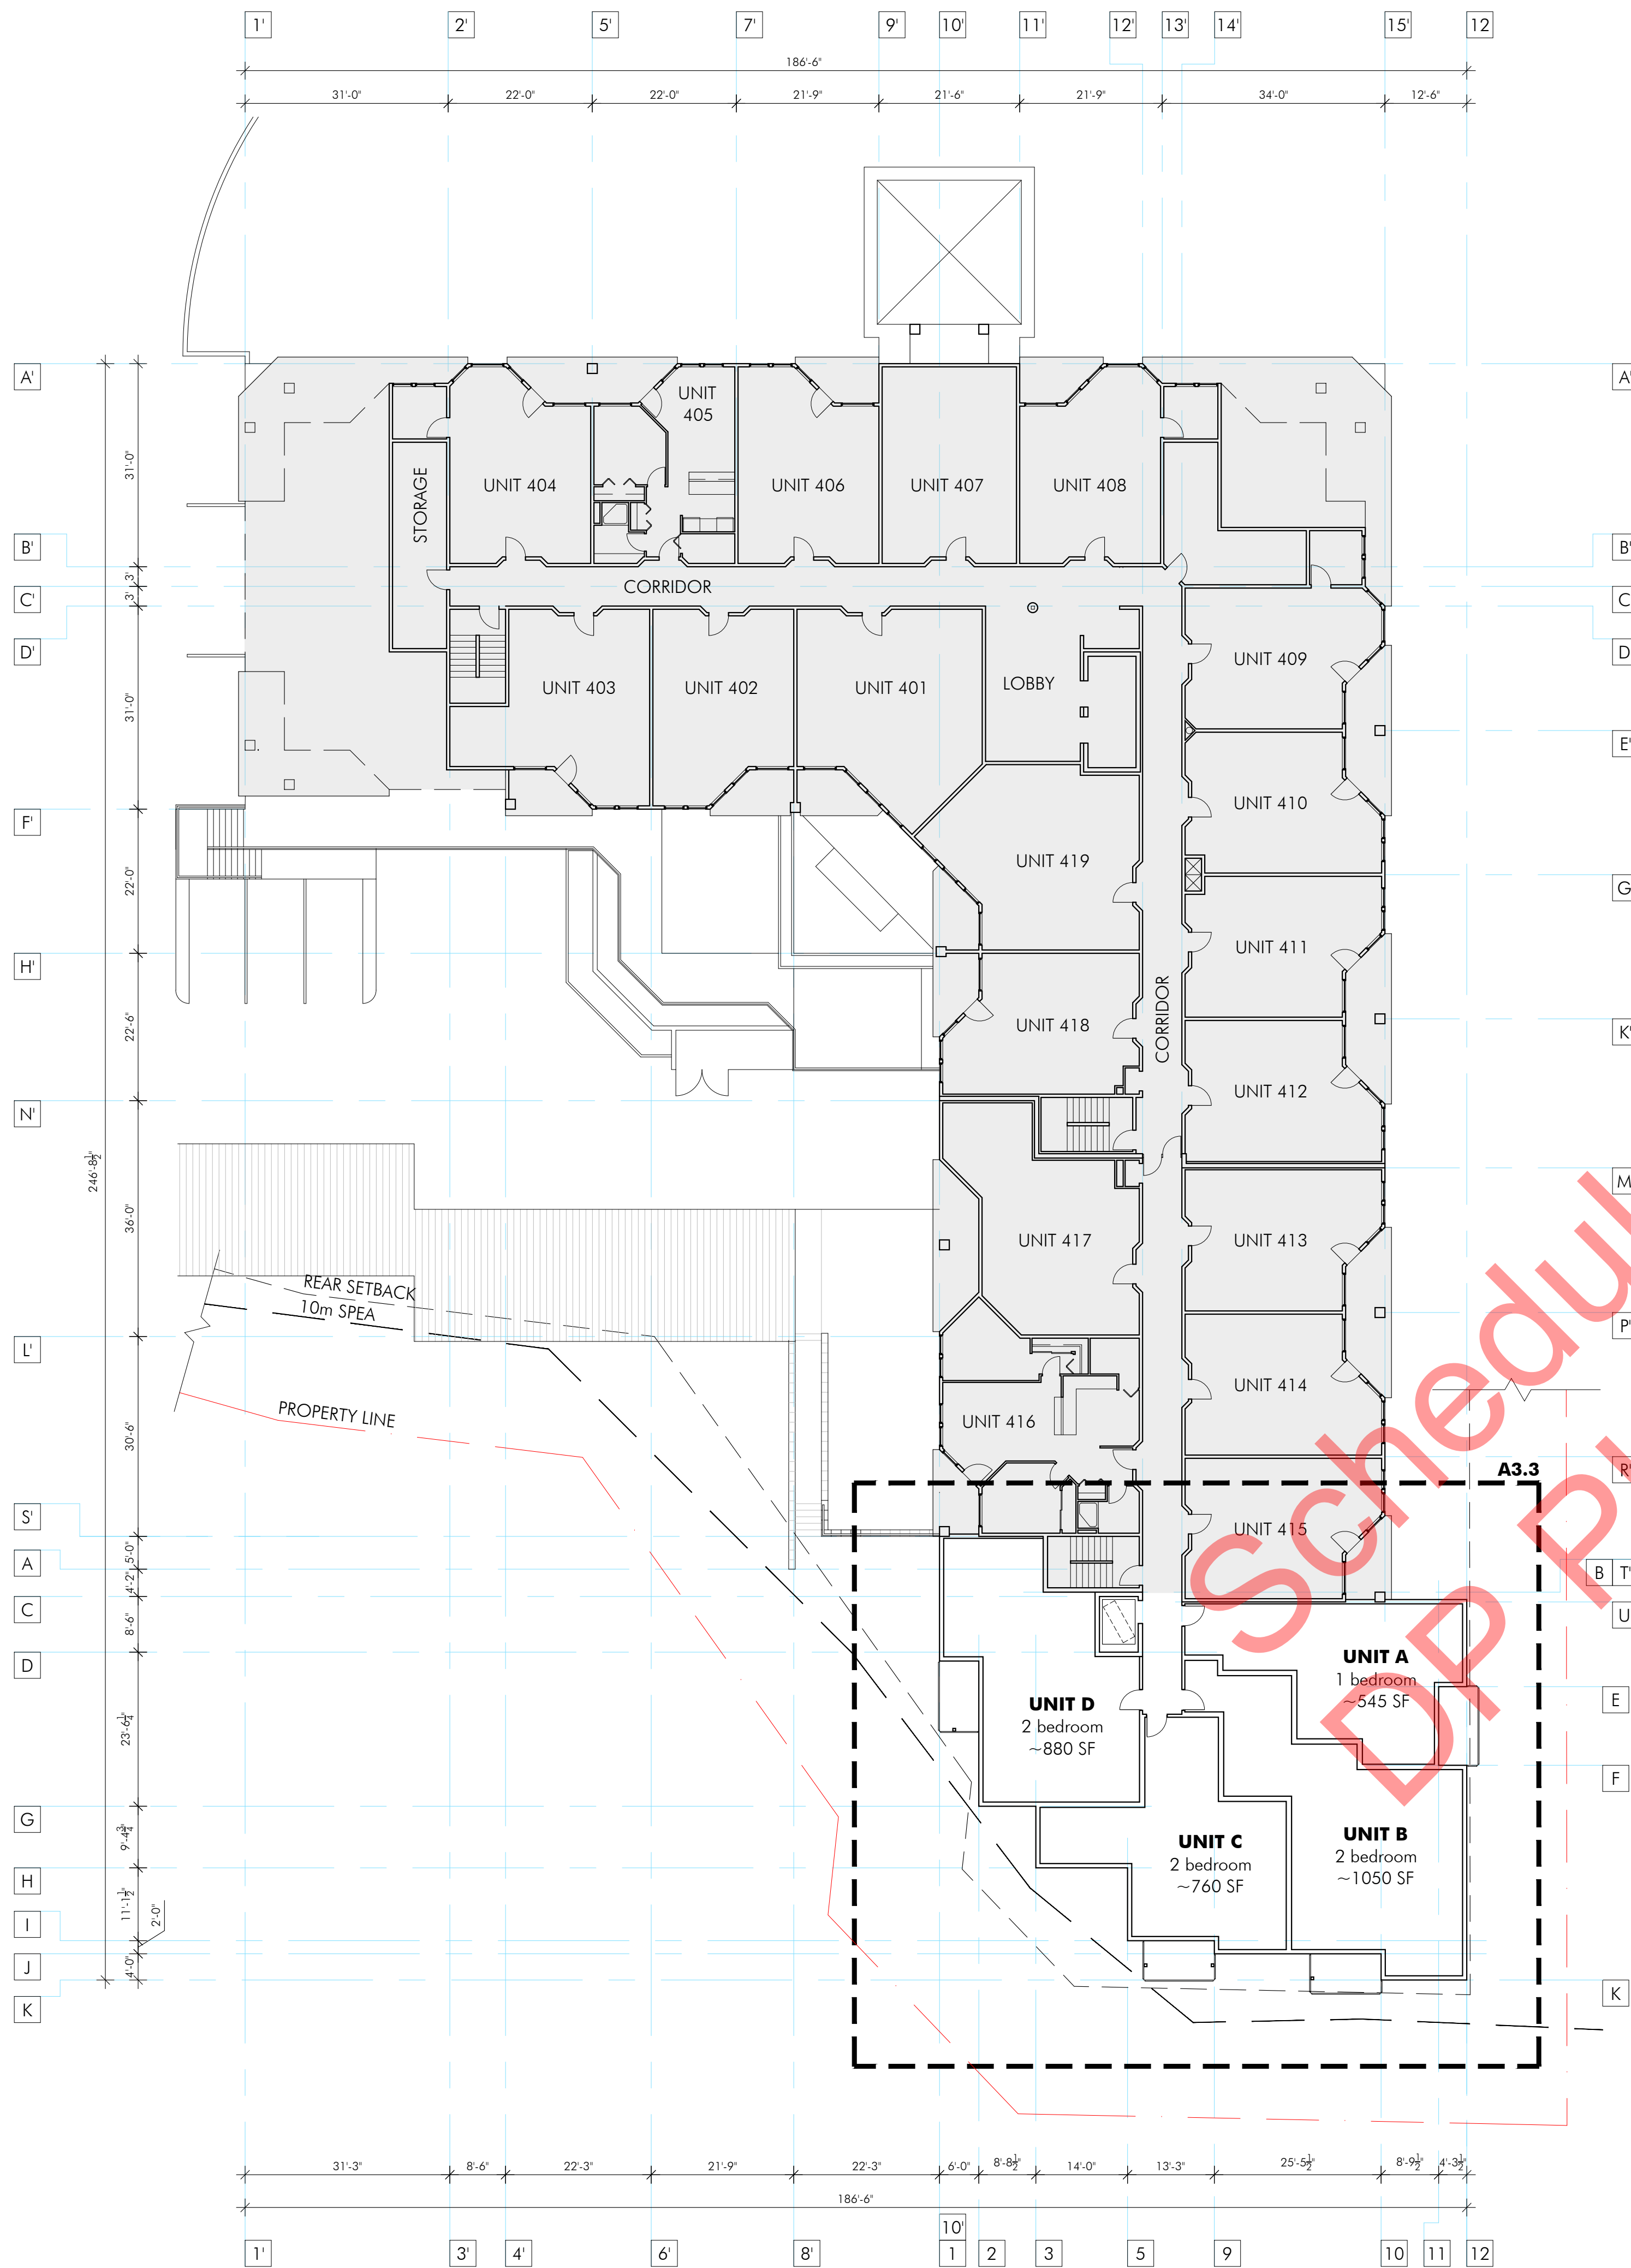 1' 2' 5' 7' 9' 10' 11' 12' 13' 14' 15' 12
186'-6"
31'-0" 22'-0" 22'-0" 21'-9" 21'-6" 21'-9" 34'-0" 12'-6"
A' A'
UNIT
405
31'-0"
STORAGE
UNIT 404
UNIT 406
UNIT 407
UNIT 408
B' B'
3'
CORRIDOR
C' C
3'
D' D
UNIT 409
LOBBY
UNIT 403
UNIT 402
UNIT 401
31'-0"
E'
UNIT 410
F'
UNIT 419
22'-0"
G
UNIT 411
H'
22'-6"
UNIT 418
CORRIDOR
K'
UNIT 412
N'
246'-8½"
M
36'-0"
UNIT 417
UNIT 413
REAR SETBACK
10m SPEA
L' P'
UNIT 414
PROPERTY LINE
UNIT 416
30'-6"
A3.3
R'
S'
UNIT 415
5'-0"
A B T'
4'-2"
C U
8'-6"
D
UNIT A
1 bedroom
~545 SF
E
UNIT D
2 bedroom
~880 SF
23'-6¼"
F
G
9'-4¾"
UNIT C
2 bedroom
~760 SF
UNIT B
2 bedroom
~1050 SF
H
11'-1½"
2'-0"
I
J
4'-0"
K K
31'-3" 8'-6" 22'-3" 21'-9" 22'-3" 6'-0" 8'-8½" 14'-0" 13'-3" 25'-5½" 8'-9½" 4'-3½"
186'-6"
10'
1' 3' 4' 6' 8' 1 2 3 5 9 10 11 12
Schedul
DP P